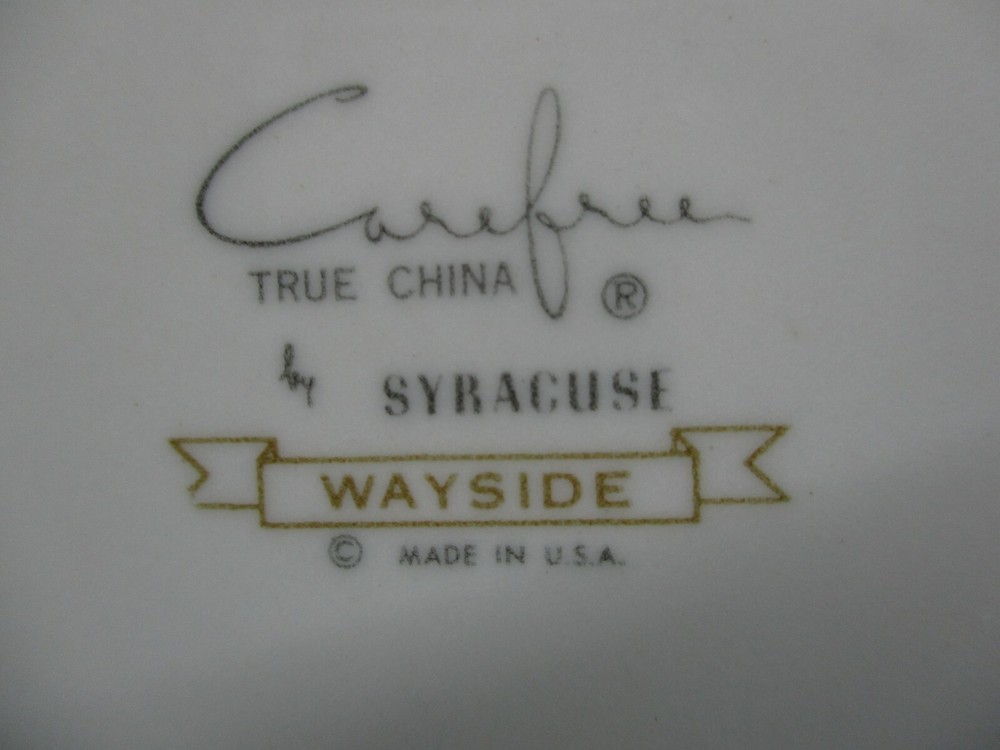 Carefree
TRUE CHINA ®
by SYRACUSE
WAYSIDE
© MADE IN U.S.A.